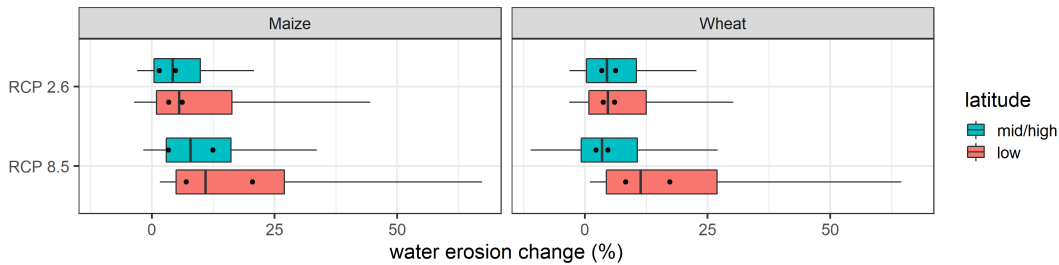 Maize
Wheat
RCP 2.6
RCP 8.5
0 25 50
0 25 50
water erosion change (%)
latitude
mid/high
low